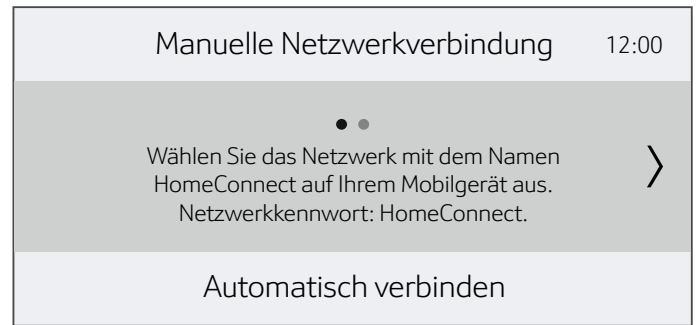 Manuelle Netzwerkverbindung 12:00
Wählen Sie das Netzwerk mit dem Namen
HomeConnect auf Ihrem Mobilgerät aus.
Netzwerkkennwort: HomeConnect.
Automatisch verbinden